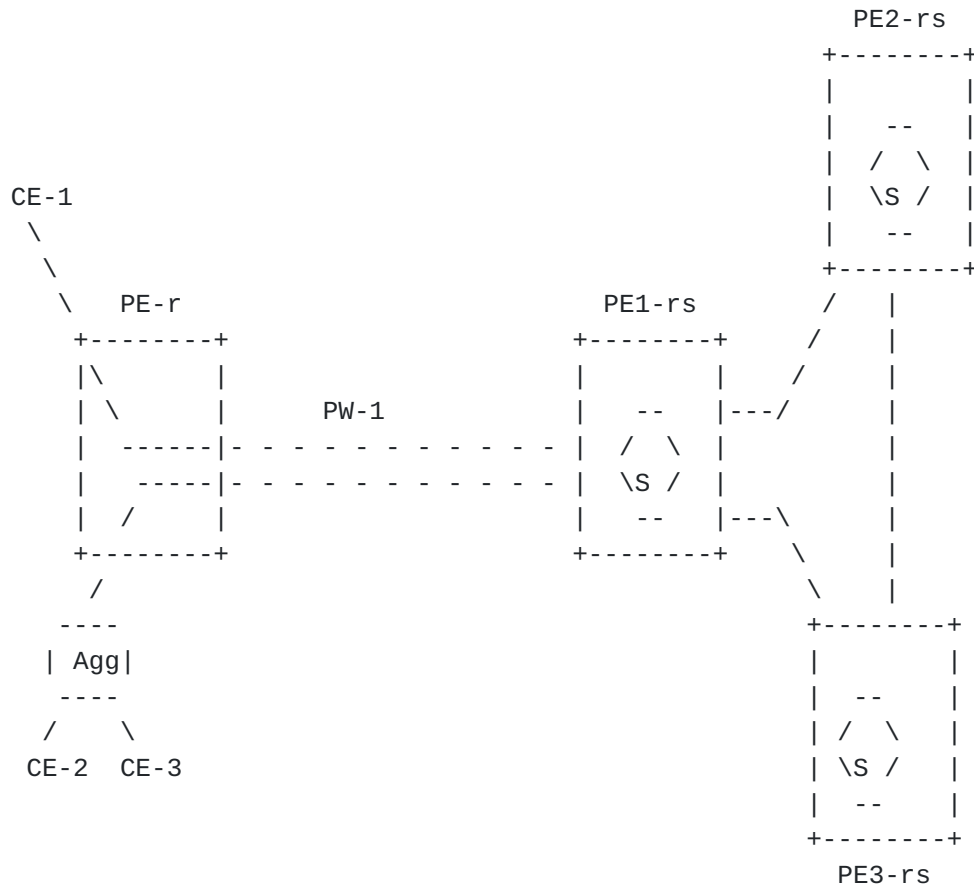 PE2-rs
S
CE-1
PE-r
PE1-rs
PW-1
S
Agg
CE-2 CE-3
S
PE3-rs